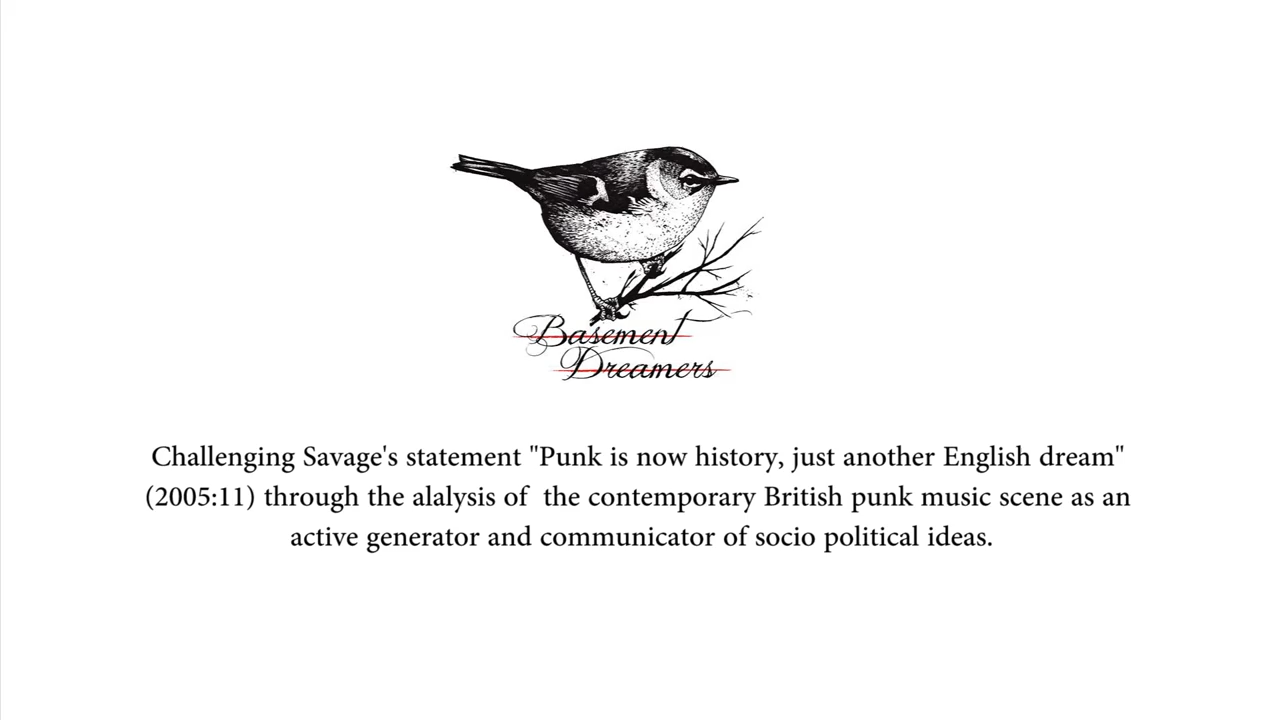 Basement
Dreamers
Challenging Savage's statement "Punk is now history, just another English dream"
(2005:11) through the alalysis of  the contemporary British punk music scene as an
active generator and communicator of socio political ideas.